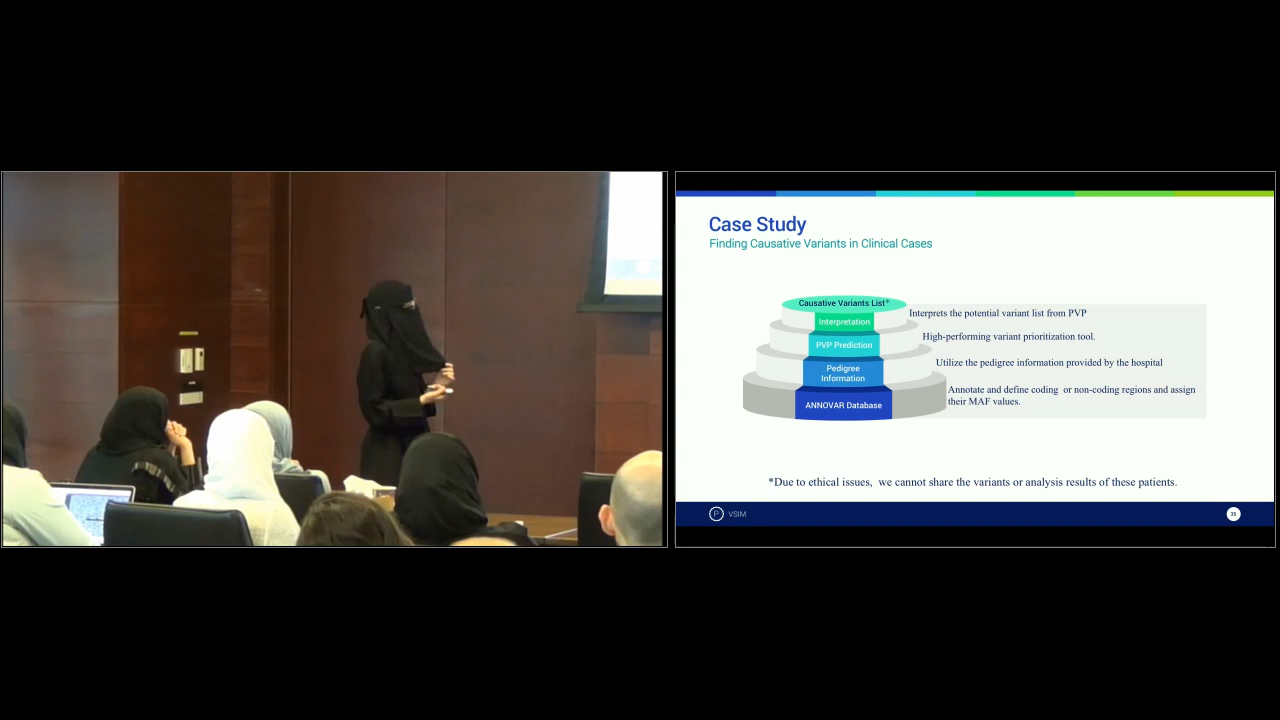 Case Study
Finding Causative Variants in Clinical Cases
Causative Variants List*
Interpretation
Interprets the potential variant list from PVP
PVP Prediction
High-performing variant prioritization tool.
Pedigree
Information
Utilize the pedigree information provided by the hospital
ANNOVAR Database
Annotate and define coding or non-coding regions and assign
their MAF values.
*Due to ethical issues, we cannot share the variants or analysis results of these patients.
P VSIM
35